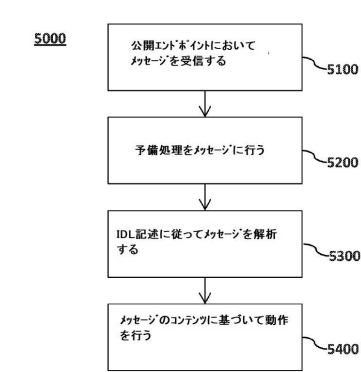 5000
公開エンドポイントにおいて
メッセージを受信する
5100
予備処理をメッセージに行う
5200
IDL記述に従ってメッセージを解析
する
5300
メッセージのコンテンツに基づいて動作
を行う
5400